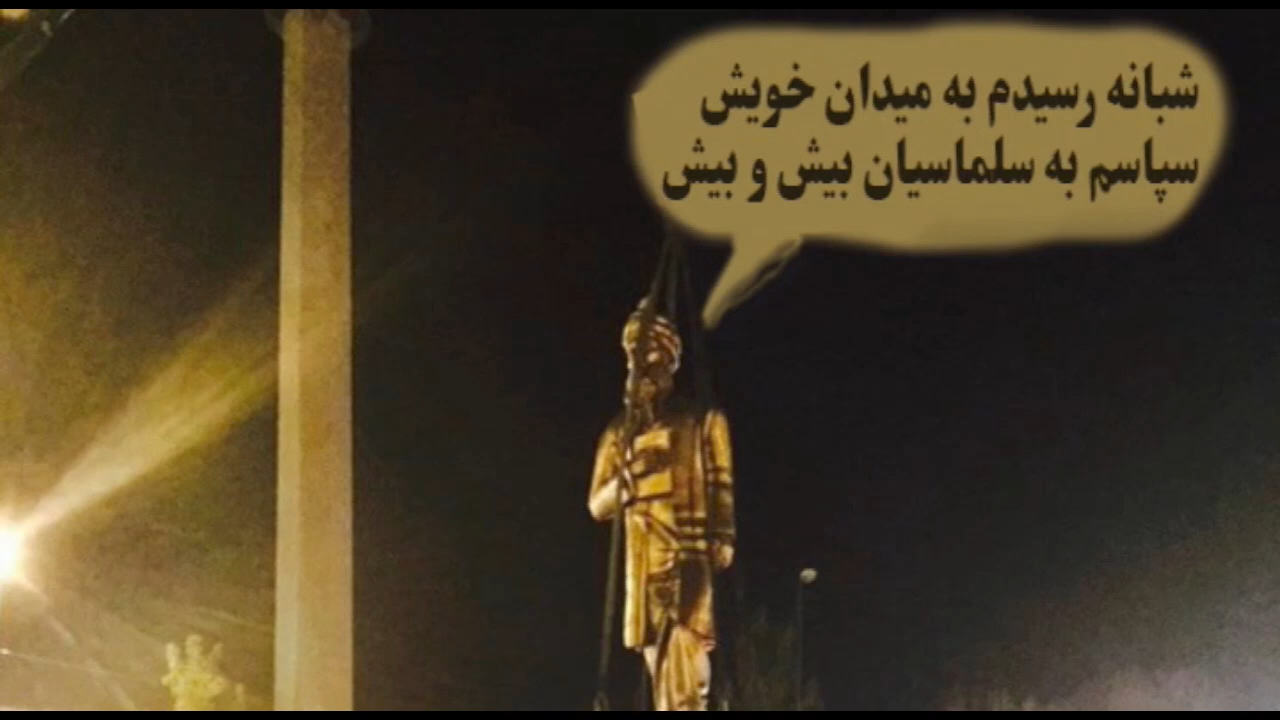 شبانه رسیدم به میدان خویش
سپاسم به سلماسیان بیش و بیش